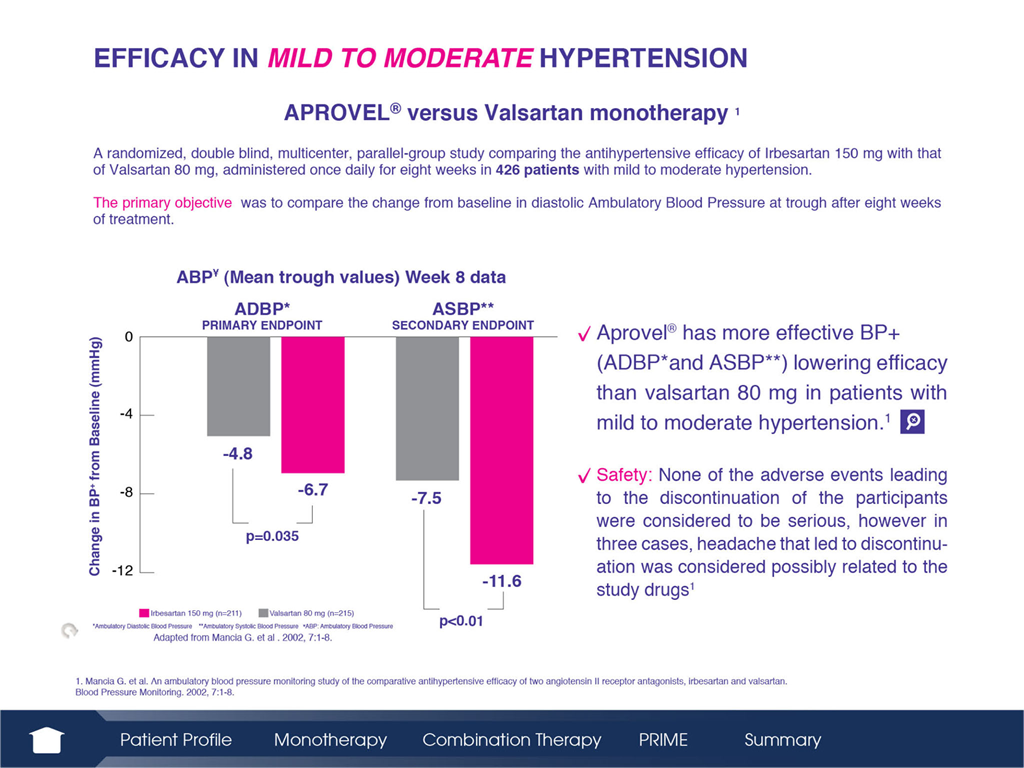 EFFICACY IN MILD TO MODERATE HYPERTENSION
APROVEL® versus Valsartan monotherapy 1
A randomized, double blind, multicenter, parallel-group study comparing the antihypertensive efficacy of Irbesartan 150 mg with that
of Valsartan 80 mg, administered once daily for eight weeks in 426 patients with mild to moderate hypertension.
The primary objective was to compare the change from baseline in diastolic Ambulatory Blood Pressure at trough after eight weeks
of treatment.
ABP¥ (Mean trough values) Week 8 data
ADBP*
PRIMARY ENDPOINT
ASBP**
SECONDARY ENDPOINT
Change in BP+ from Baseline (mmHg)
0
-4
-8
-12
-4.8
-6.7
p=0.035
-7.5
-11.6
p<0.01
Irbesartan 150 mg (n=211)
Valsartan 80 mg (n=215)
*Ambulatory Diastolic Blood Pressure **Ambulatory Systolic Blood Pressure ABP: Ambulatory Blood Pressure
Adapted from Mancia G. et al . 2002, 7:1-8.
Aprovel® has more effective BP+
(ADBP*and ASBP**) lowering efficacy
than valsartan 80 mg in patients with
mild to moderate hypertension.1
Safety: None of the adverse events leading
to the discontinuation of the participants
were considered to be serious, however in
three cases, headache that led to discontinu-
ation was considered possibly related to the
study drugs1
1. Mancia G. et al. An ambulatory blood pressure monitoring study of the comparative antihypertensive efficacy of two angiotensin II receptor antagonists, irbesartan and valsartan.
Blood Pressure Monitoring. 2002, 7:1-8.
Patient Profile
Monotherapy
Combination Therapy
PRIME
Summary